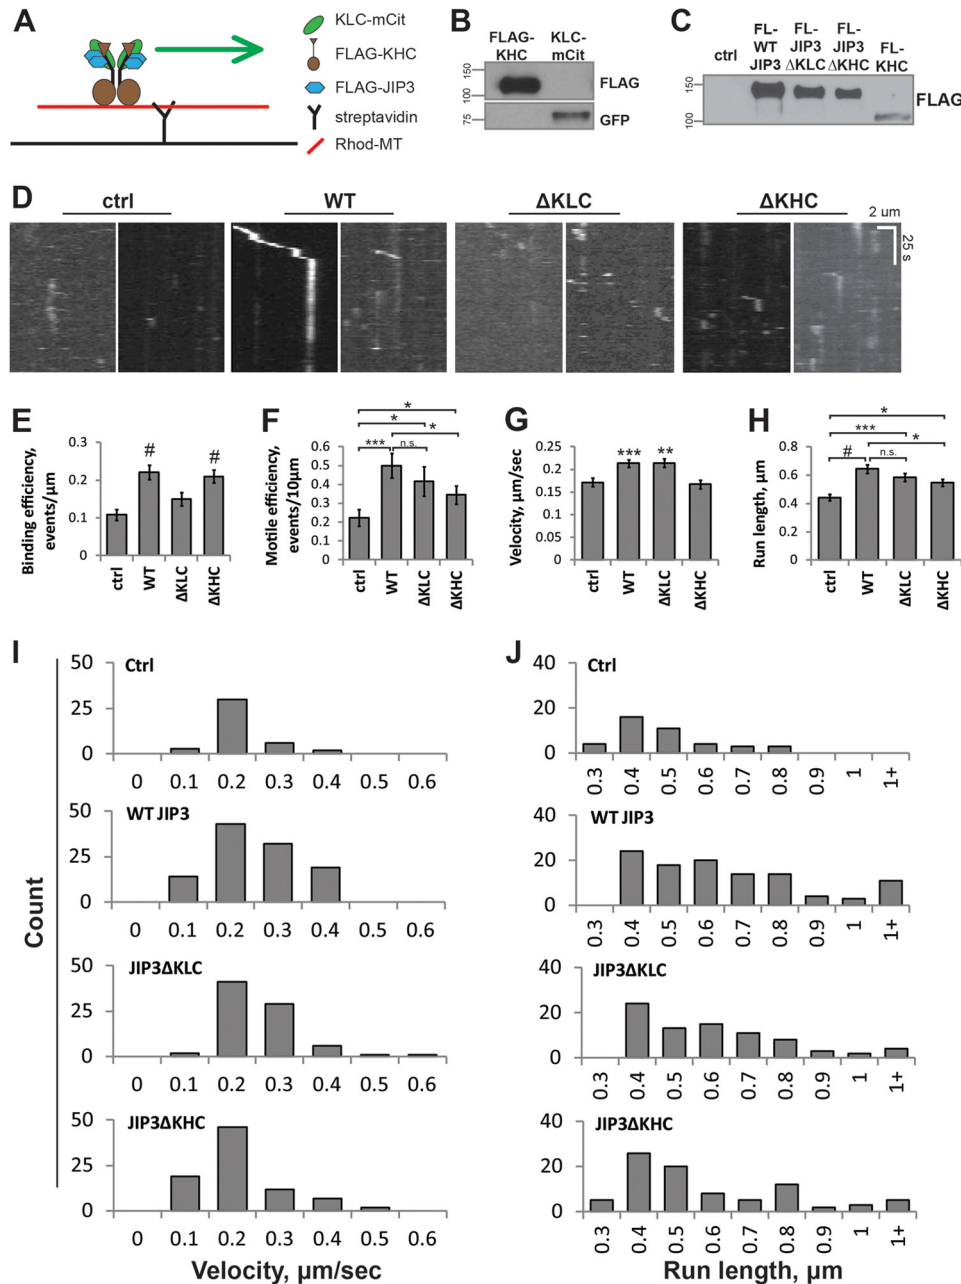 A
KLC-mCit
FLAG-KHC
FLAG-JIP3
streptavidin
Rhod-MT
B
FLAG-
KHC
KLC-
mCit
150
100
FLAG
75
GFP
C
ctrl
FL-
WT
JIP3
FL-
JIP3
ΔKLC
FL-
JIP3
ΔKHC
FL-
KHC
150
100
FLAG
D
ctrl
WT
ΔKLC
ΔKHC
2 um
25 s
E
Binding efficiency,
events/µm
0.3
0.2
0.1
0
#
#
ctrl
WT
ΔKLC
ΔKHC
F
Motile efficiency,
events/10µm
0.6
0.5
0.4
0.3
0.2
0.1
0
*
*
*
***
n.s.
ctrl
WT
ΔKLC
ΔKHC
G
Velocity, µm/sec
0.25
0.2
0.15
0.1
0.05
0
***
**
ctrl
WT
ΔKLC
ΔKHC
H
Run length, µm
0.8
0.6
0.4
0.2
0
*
***
*
#
n.s.
ctrl
WT
ΔKLC
ΔKHC
I
Count
Ctrl
50
25
0
0 0.1 0.2 0.3 0.4 0.5 0.6
WT JIP3
50
25
0
0 0.1 0.2 0.3 0.4 0.5 0.6
JIP3ΔKLC
50
25
0
0 0.1 0.2 0.3 0.4 0.5 0.6
JIP3ΔKHC
50
25
0
0 0.1 0.2 0.3 0.4 0.5 0.6
Velocity, µm/sec
J
Ctrl
40
20
0
0.3 0.4 0.5 0.6 0.7 0.8 0.9 1 1+
WT JIP3
40
20
0
0.3 0.4 0.5 0.6 0.7 0.8 0.9 1 1+
JIP3ΔKLC
40
20
0
0.3 0.4 0.5 0.6 0.7 0.8 0.9 1 1+
JIP3ΔKHC
40
20
0
0.3 0.4 0.5 0.6 0.7 0.8 0.9 1 1+
Run length, µm